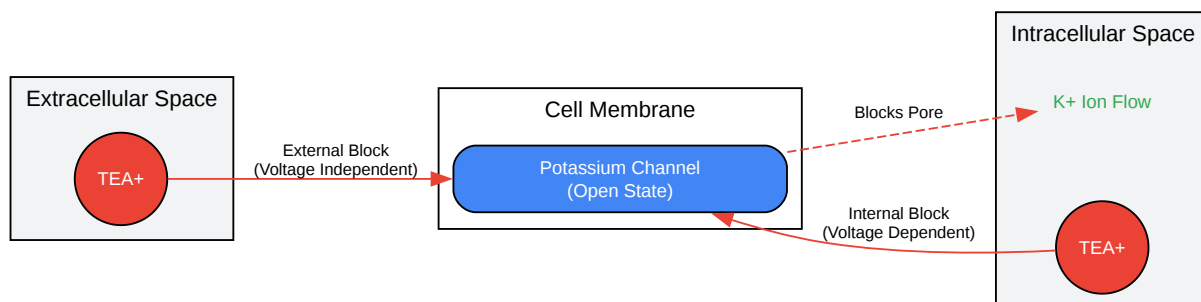 Extracellular Space
TEA+
External Block
(Voltage Independent)
Cell Membrane
Potassium Channel
(Open State)
Blocks Pore
Internal Block
(Voltage Dependent)
Intracellular Space
K+ Ion Flow
TEA+